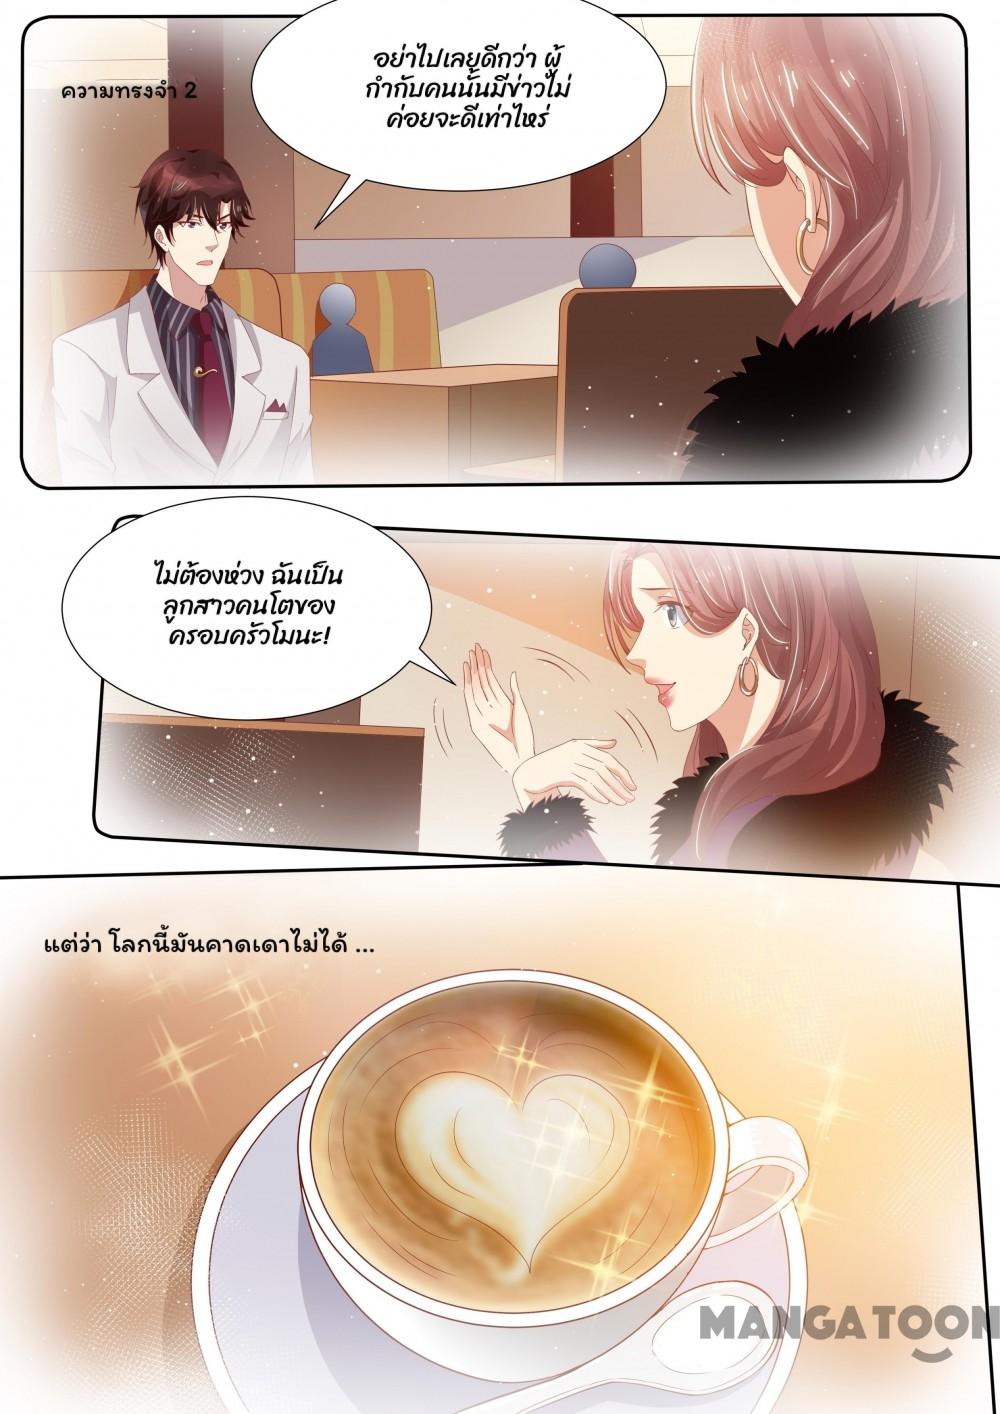 ความทรงจำ 2
อย่าไปเลยดีกว่า ผู้
กำกับคนนั้นมีข่าวไม่
ค่อยจะดีเท่าไหร่
ไม่ต้องห่วง ฉันเป็น
ลูกสาวคนโตของ
ครอบครัวโมนะ!
แต่ว่า โลกนี้มันคาดเดาไม่ได้ ...
MANGATOON